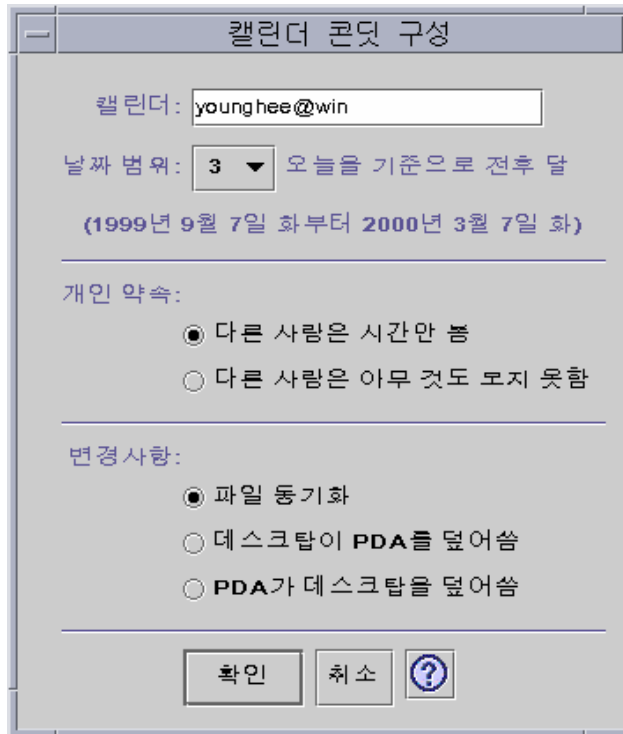 캘린더 콘딧 구성
캘린더: younghee@win
날짜 범위: 3 오늘을 기준으로 전후 달
(1999년 9월 7일 화부터 2000년 3월 7일 화)
개인 약속:
다른 사람은 시간만 봄
다른 사람은 아무 것도 보지 못함
변경사항:
파일 동기화
데스크탑이 PDA를 덮어씀
PDA가 데스크탑을 덮어씀
확인 취소 ?